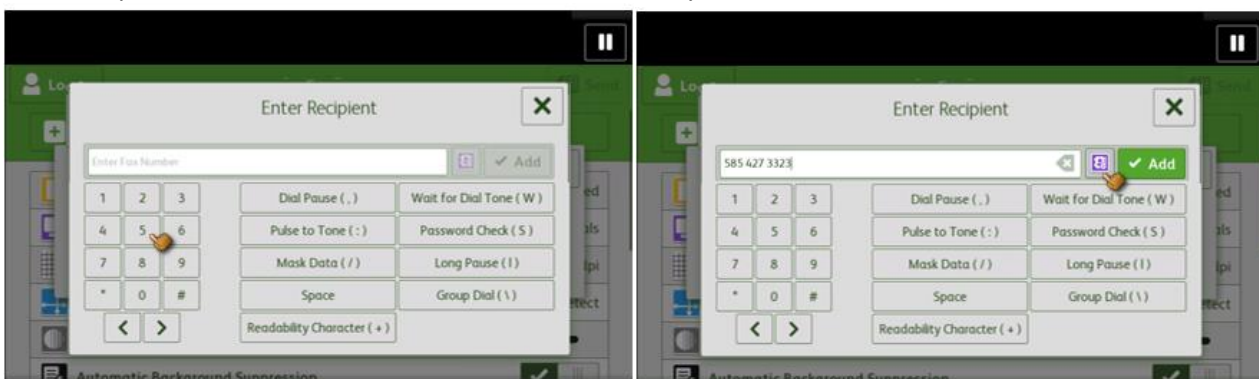 Enter Recipient
Enter Fax Number
Add
1 2 3 Dial Pause ( , ) Wait for Dial Tone ( W )
4 5 6 Pulse to Tone ( : ) Password Check ( S )
7 8 9 Mask Data ( / ) Long Pause ( I )
* 0 # Space Group Dial ( \ )
< > Readability Character ( + )
Automatic Background Suppression
Enter Recipient
585 427 3323
Add
1 2 3 Dial Pause ( , ) Wait for Dial Tone ( W )
4 5 6 Pulse to Tone ( : ) Password Check ( S )
7 8 9 Mask Data ( / ) Long Pause ( I )
* 0 # Space Group Dial ( \ )
< > Readability Character ( + )
Automatic Background Suppression